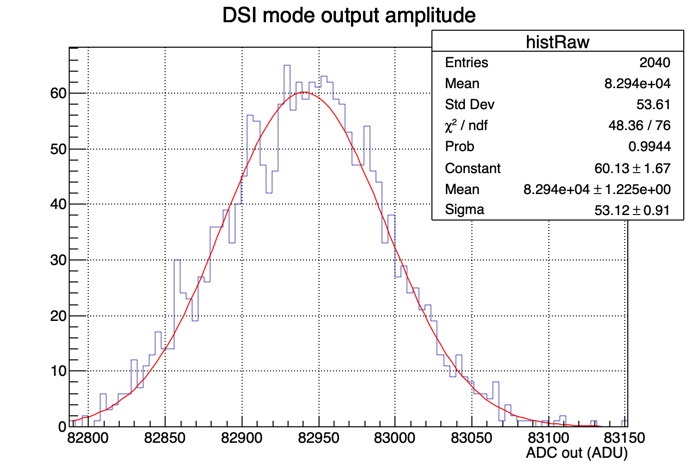 DSI mode output amplitude
histRaw
Entries 2040
Mean 8.294e+04
Std Dev 53.61
χ² / ndf 48.36 / 76
Prob 0.9944
Constant 60.13 ± 1.67
Mean 8.294e+04 ± 1.225e+00
Sigma 53.12 ± 0.91
60
50
40
30
20
10
0
82800 82850 82900 82950 83000 83050 83100 83150
ADC out (ADU)